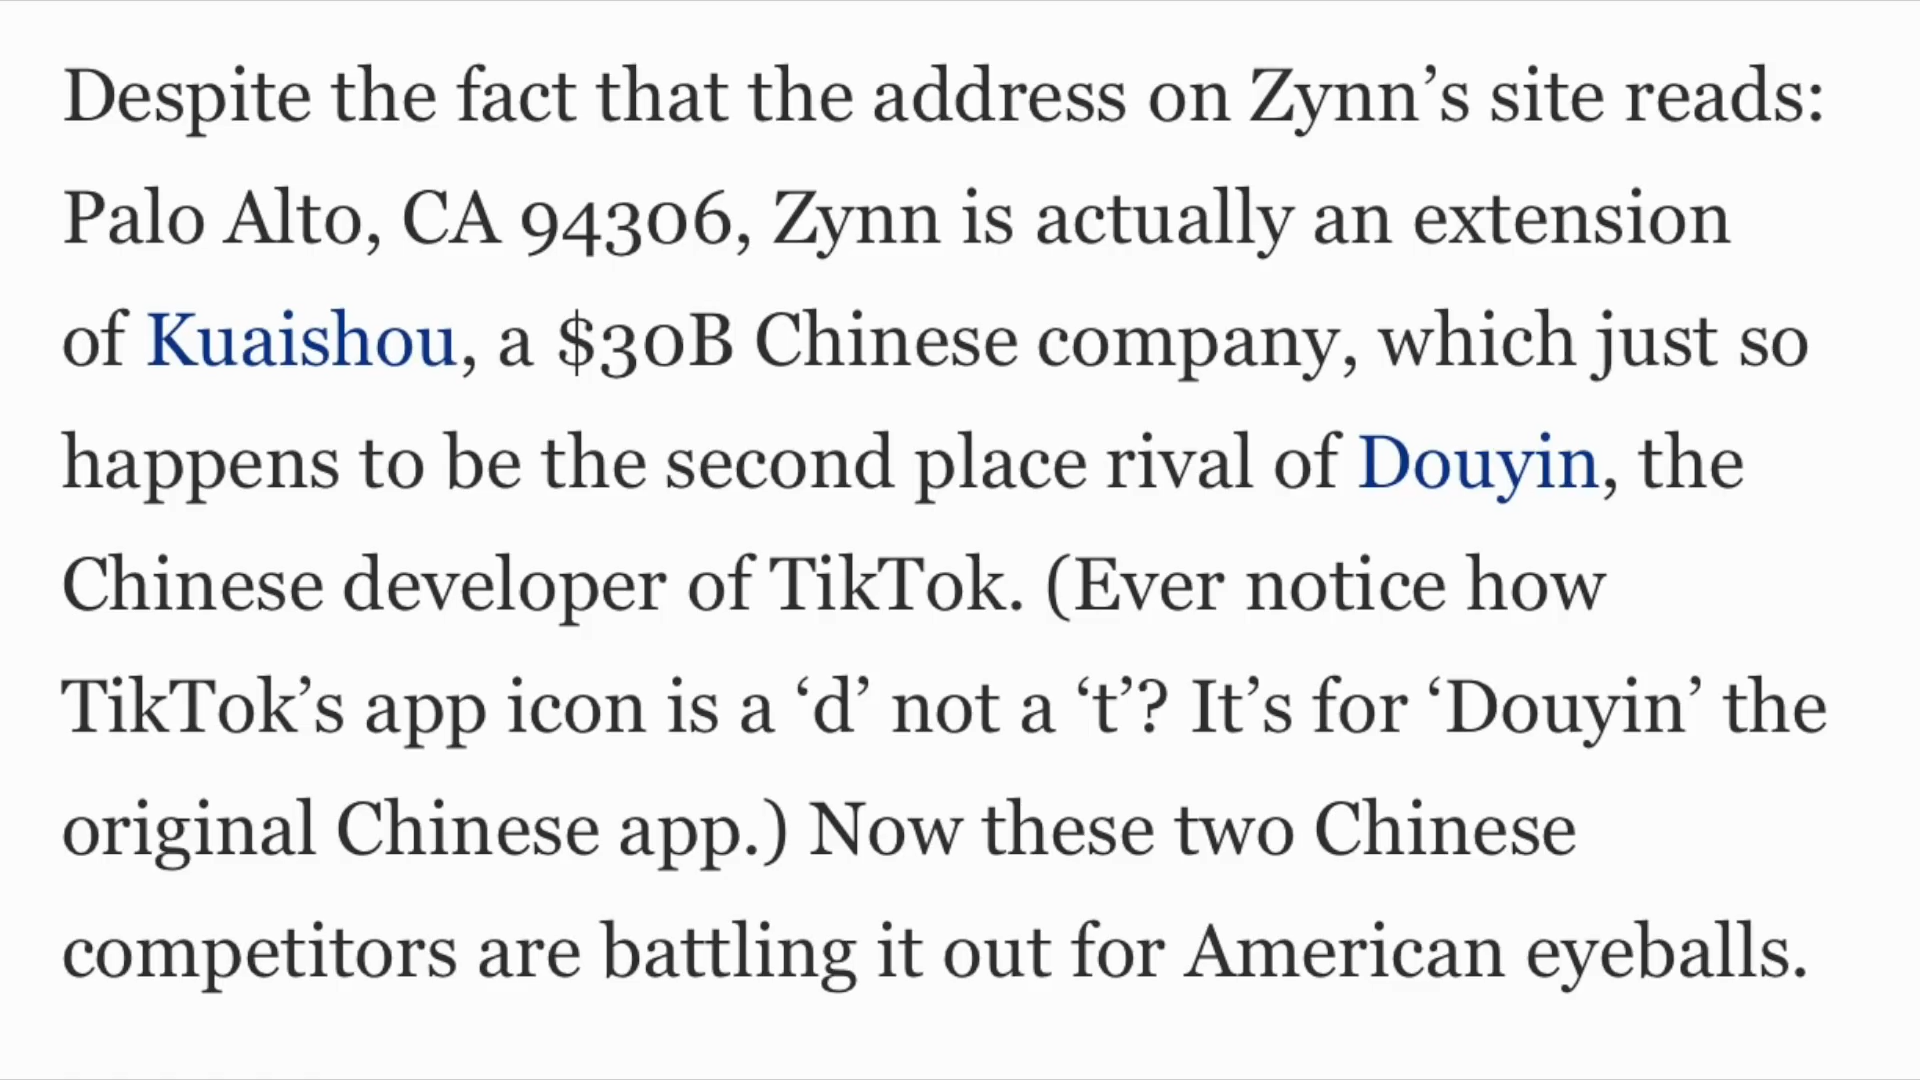 Despite the fact that the address on Zynn’s site reads:
Palo Alto, CA 94306, Zynn is actually an extension
of Kuaishou, a $30B Chinese company, which just so
happens to be the second place rival of Douyin, the
Chinese developer of TikTok. (Ever notice how
TikTok’s app icon is a ‘d’ not a ‘t’? It’s for ‘Douyin’ the
original Chinese app.) Now these two Chinese
competitors are battling it out for American eyeballs.